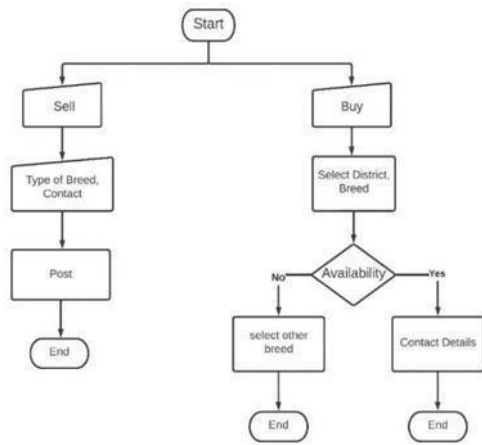 Start
Sell
Buy
Type of Breed,
Contact
Select District,
Breed
Post
Availability
No
Yes
End
select other
breed
Contact Details
End
End